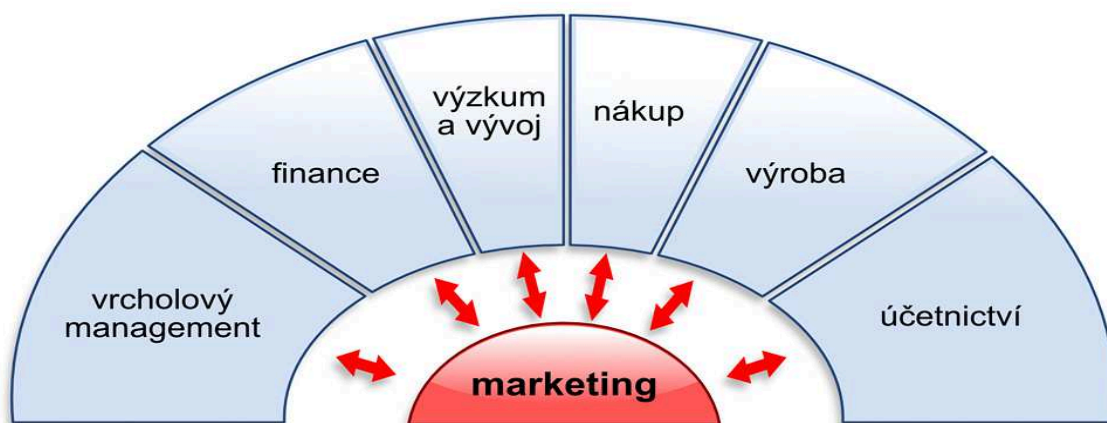 vrcholový
management
finance
výzkum
a vývoj
nákup
výroba
účetnictví
marketing